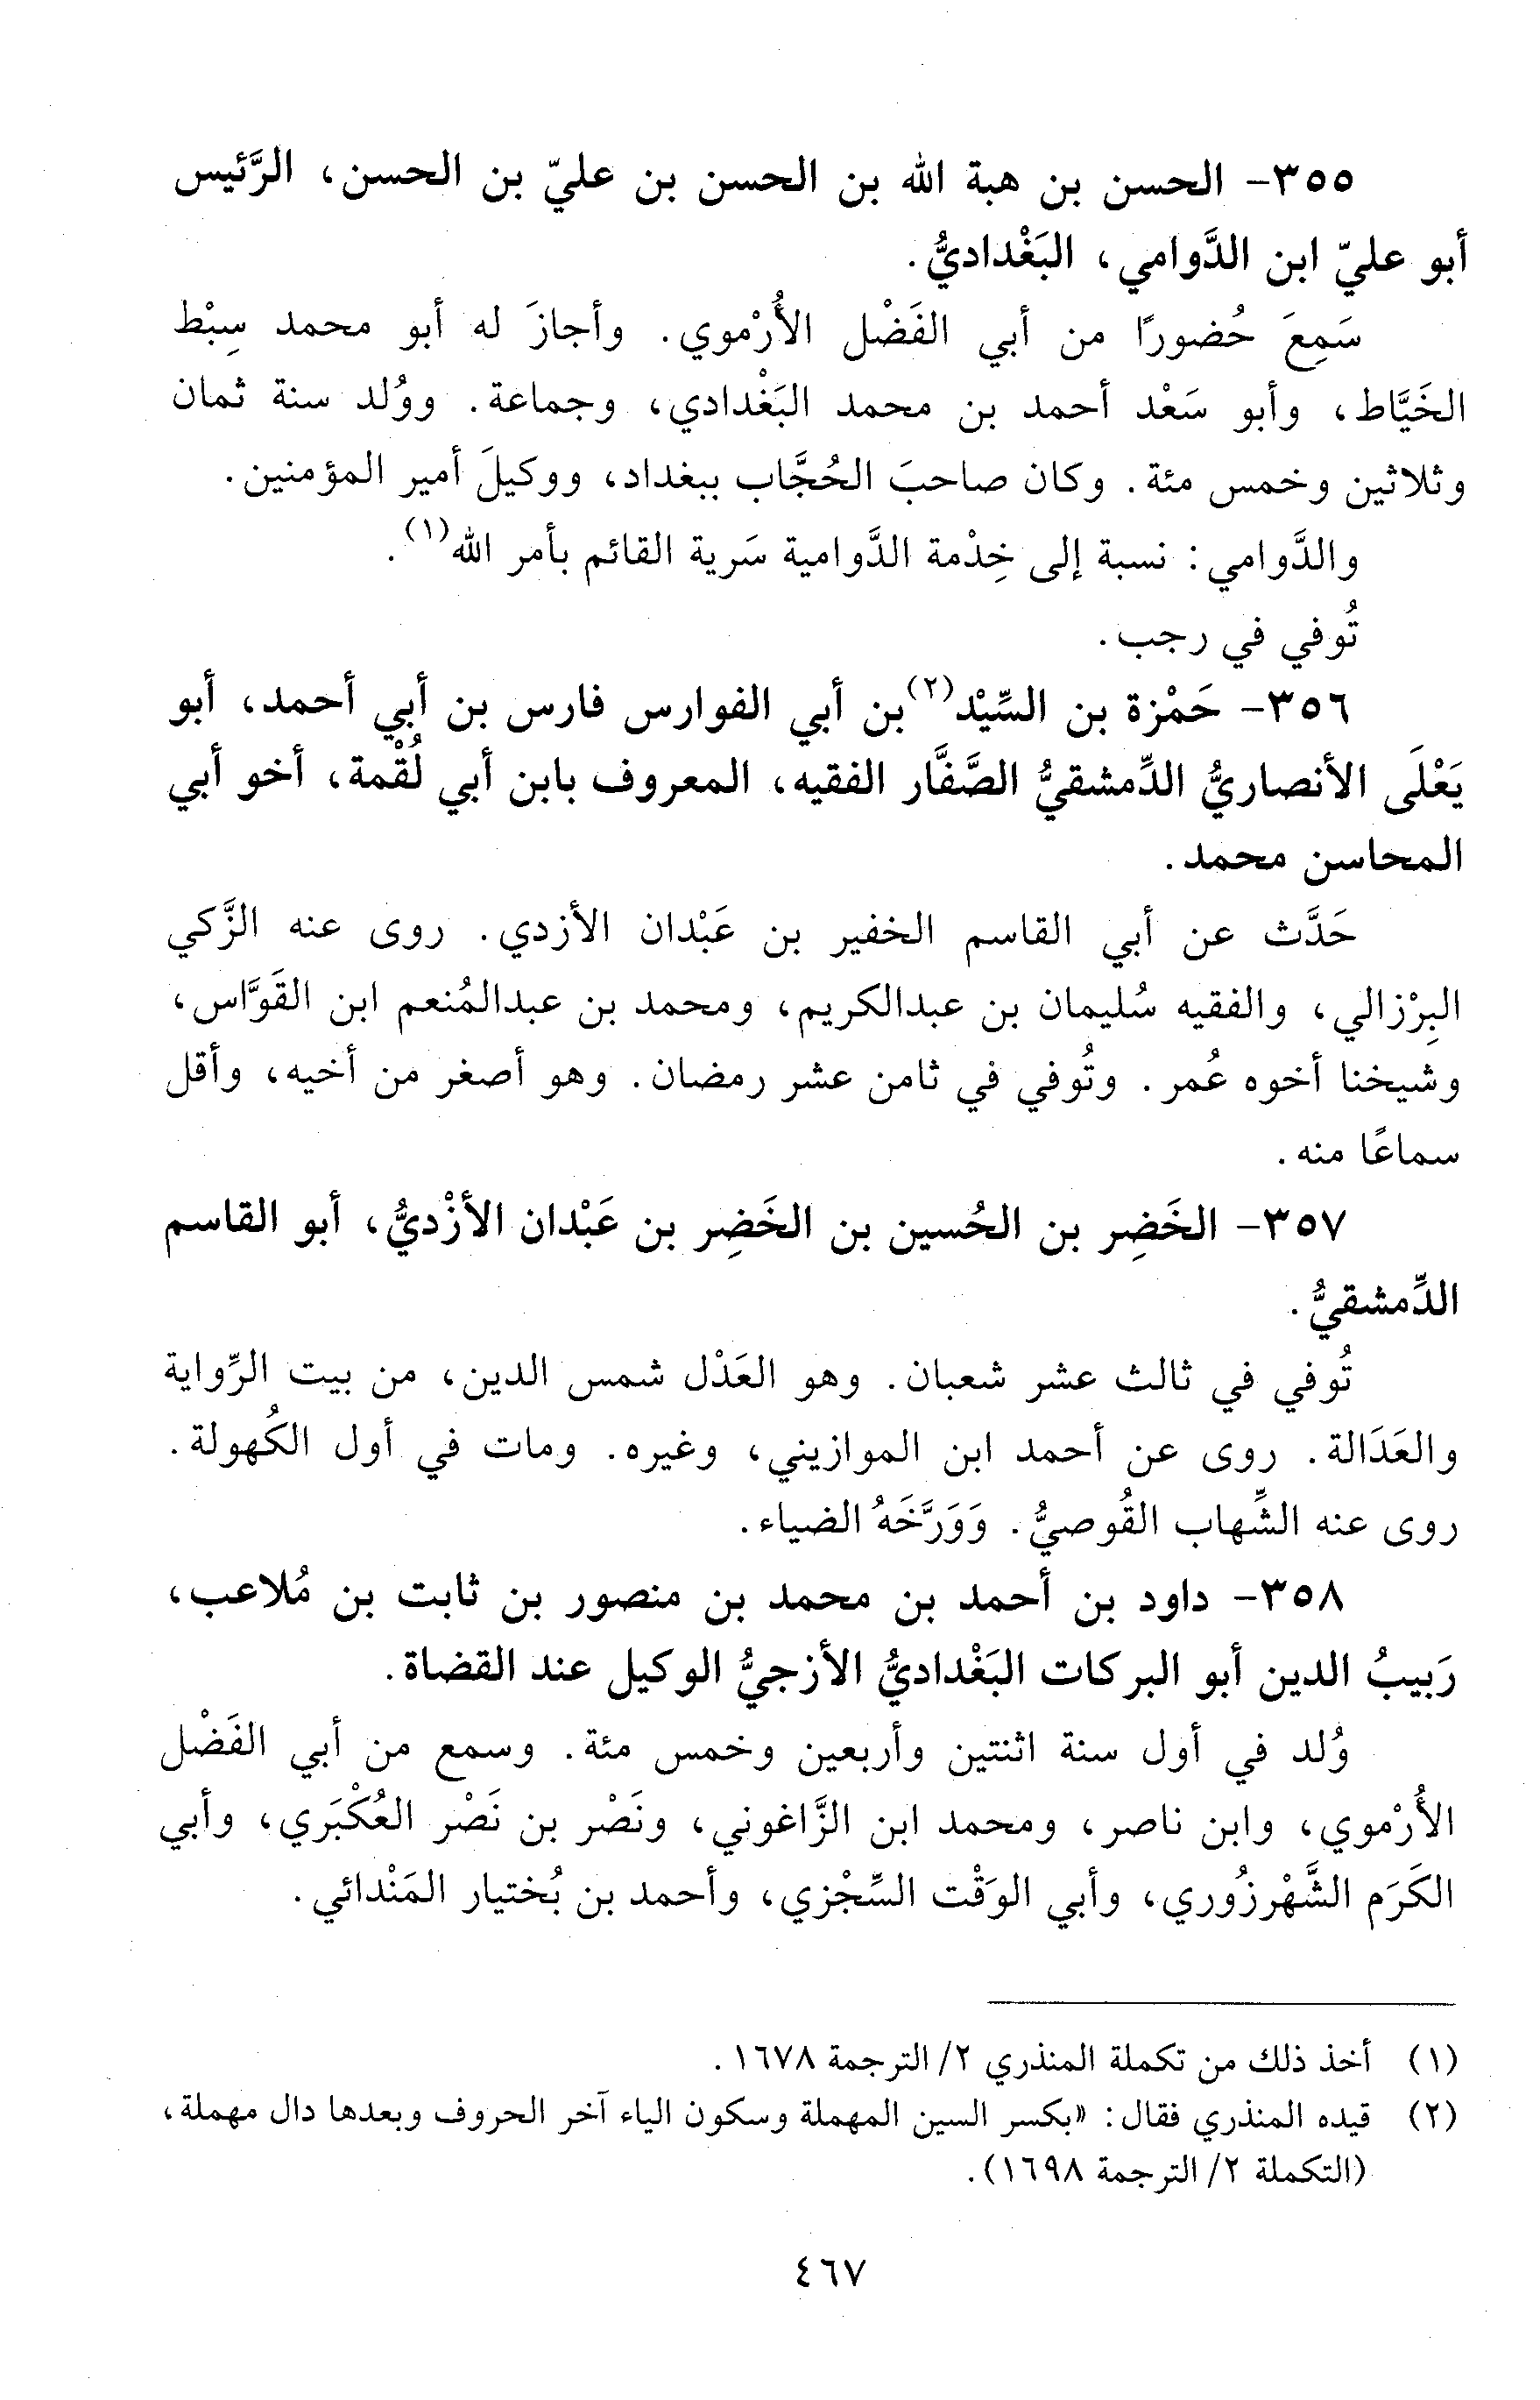 ٣٥٥- الحسن بن هبة الله بن الحسن بن عليّ بن الحسن، الرَّئيس
أبو عليّ ابن الدَّوامي، البَغْداديُّ.
سَمِعَ حُضورًا من أبي الفَضْل الأُرْموي. وأجازَ له أبو محمد سِبْط
الخَيَّاط، وأبو سَعْد أحمد بن محمد البَغْدادي، وجماعة. ووُلد سنة ثمان
وثلاثين وخمس مئة. وكان صاحبَ الحُجَّاب ببغداد، ووكيلَ أمير المؤمنين.
والدَّوامي: نسبة إلى خِدْمة الدَّوامية سَرية القائم بأمر الله(١).
تُوفي في رجب.
٣٥٦- حَمْزة بن السِّيْد(٢) بن أبي الفوارس فارس بن أبي أحمد، أبو
يَعْلَى الأنصاريُّ الدِّمشقيُّ الصَّفَّار الفقيه، المعروف بابن أبي لُقْمة، أخو أبي
المحاسن محمد.
حَدَّث عن أبي القاسم الخفير بن عَبْدان الأزدي. روى عنه الزَّكي
البِرْزالي، والفقيه سُليمان بن عبدالكريم، ومحمد بن عبدالمُنعم ابن القَوَّاس،
وشيخنا أخوه عُمر. وتُوفي في ثامن عشر رمضان. وهو أصغر من أخيه، وأقل
سماعًا منه.
٣٥٧- الخَضِر بن الحُسين بن الخَضِر بن عَبْدان الأزْديُّ، أبو القاسم
الدِّمشقيُّ.
تُوفي في ثالث عشر شعبان. وهو العَدْل شمس الدين، من بيت الرِّواية
والعَدَالة. روى عن أحمد ابن الموازيني، وغيره. ومات في أول الكُهولة.
روى عنه الشِّهاب القُوصيُّ. وَوَرَّخَهُ الضياء.
٣٥٨- داود بن أحمد بن محمد بن منصور بن ثابت بن مُلاعب،
رَبيبُ الدين أبو البركات البَغْداديُّ الأزجيُّ الوكيل عند القضاة.
وُلد في أول سنة اثنتين وأربعين وخمس مئة. وسمع من أبي الفَضْل
الأُرْموي، وابن ناصر، ومحمد ابن الزَّاغوني، ونَصْر بن نَصْر العُكْبَري، وأبي
الكَرَم الشَّهْرزُوري، وأبي الوَقْت السِّجْزي، وأحمد بن بُختيار المَنْدائي.
(١) أخذ ذلك من تكملة المنذري ٢/ الترجمة ١٦٧٨.
(٢) قيده المنذري فقال: «بكسر السين المهملة وسكون الياء آخر الحروف وبعدها دال مهملة،
(التكملة ٢/ الترجمة ١٦٩٨).
٤٦٧